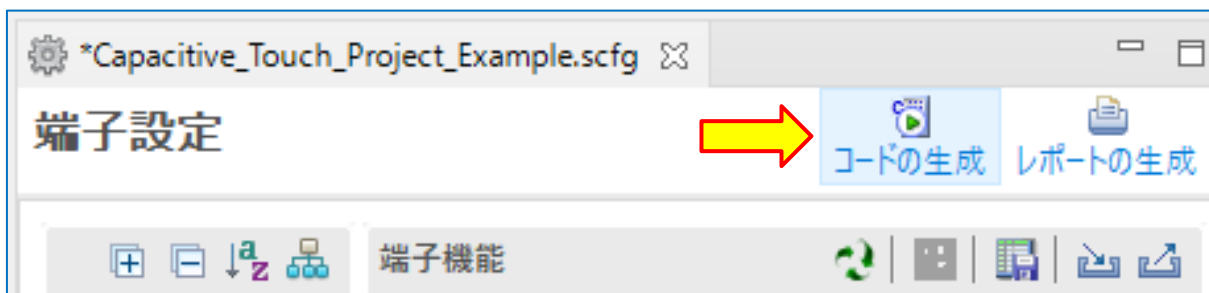 *Capacitive_Touch_Project_Example.scfg
端子設定
コードの生成 レポートの生成
端子機能